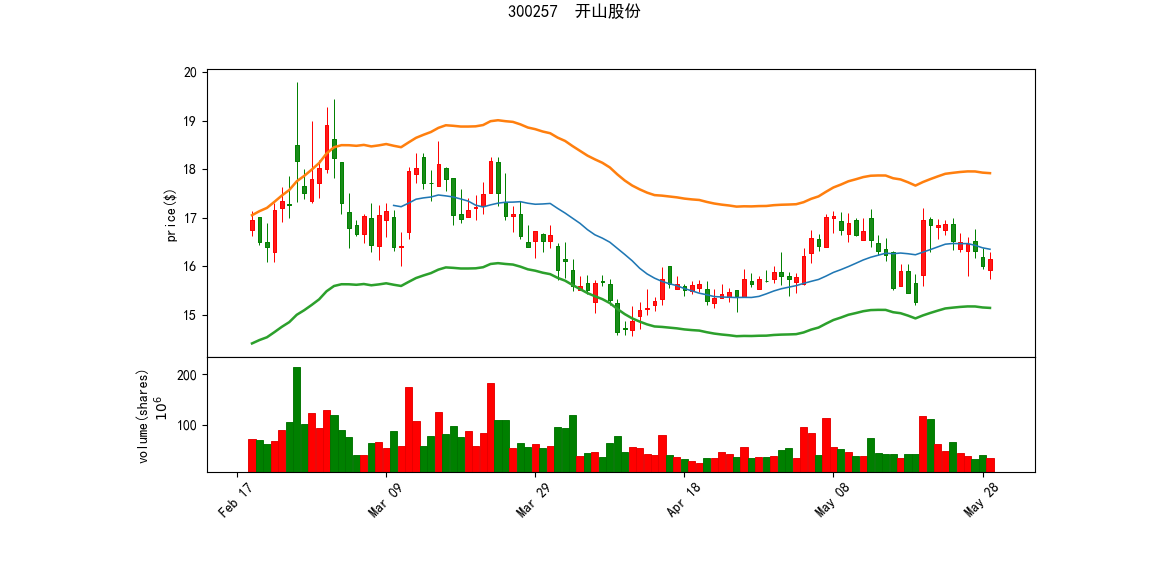 300257  开山股份
20
19
18
17
16
15
price($)
200
100
volume(shares)
10^6
Feb 17
Mar 09
Mar 29
Apr 18
May 08
May 28